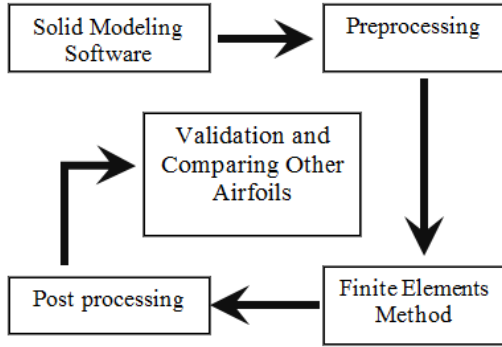 Solid Modeling
Software
Preprocessing
Validation and
Comparing Other
Airfoils
Post processing
Finite Elements
Method